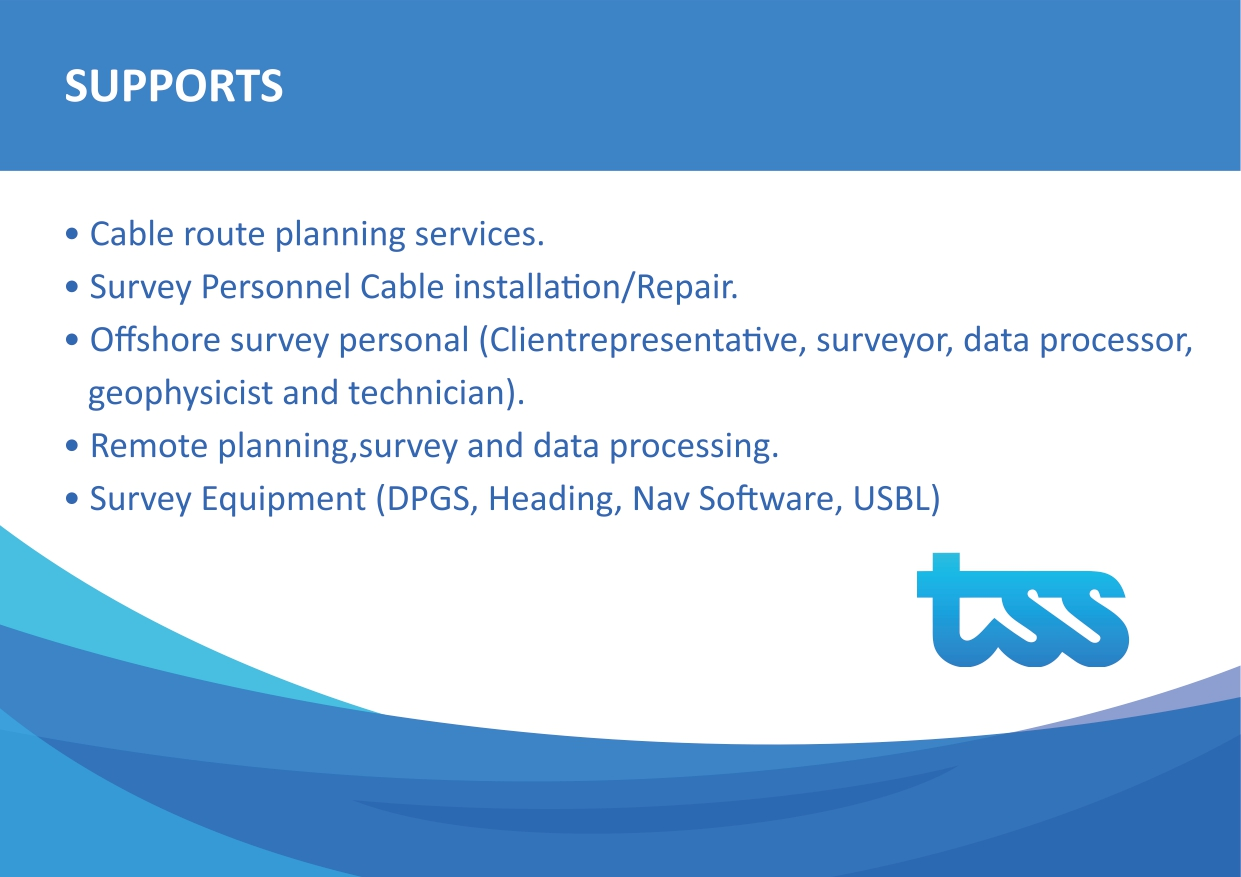 SUPPORTS
• Cable route planning services.
• Survey Personnel Cable installation/Repair.
• Offshore survey personal (Clientrepresentative, surveyor, data processor,
geophysicist and technician).
• Remote planning,survey and data processing.
• Survey Equipment (DPGS, Heading, Nav Software, USBL)
tss